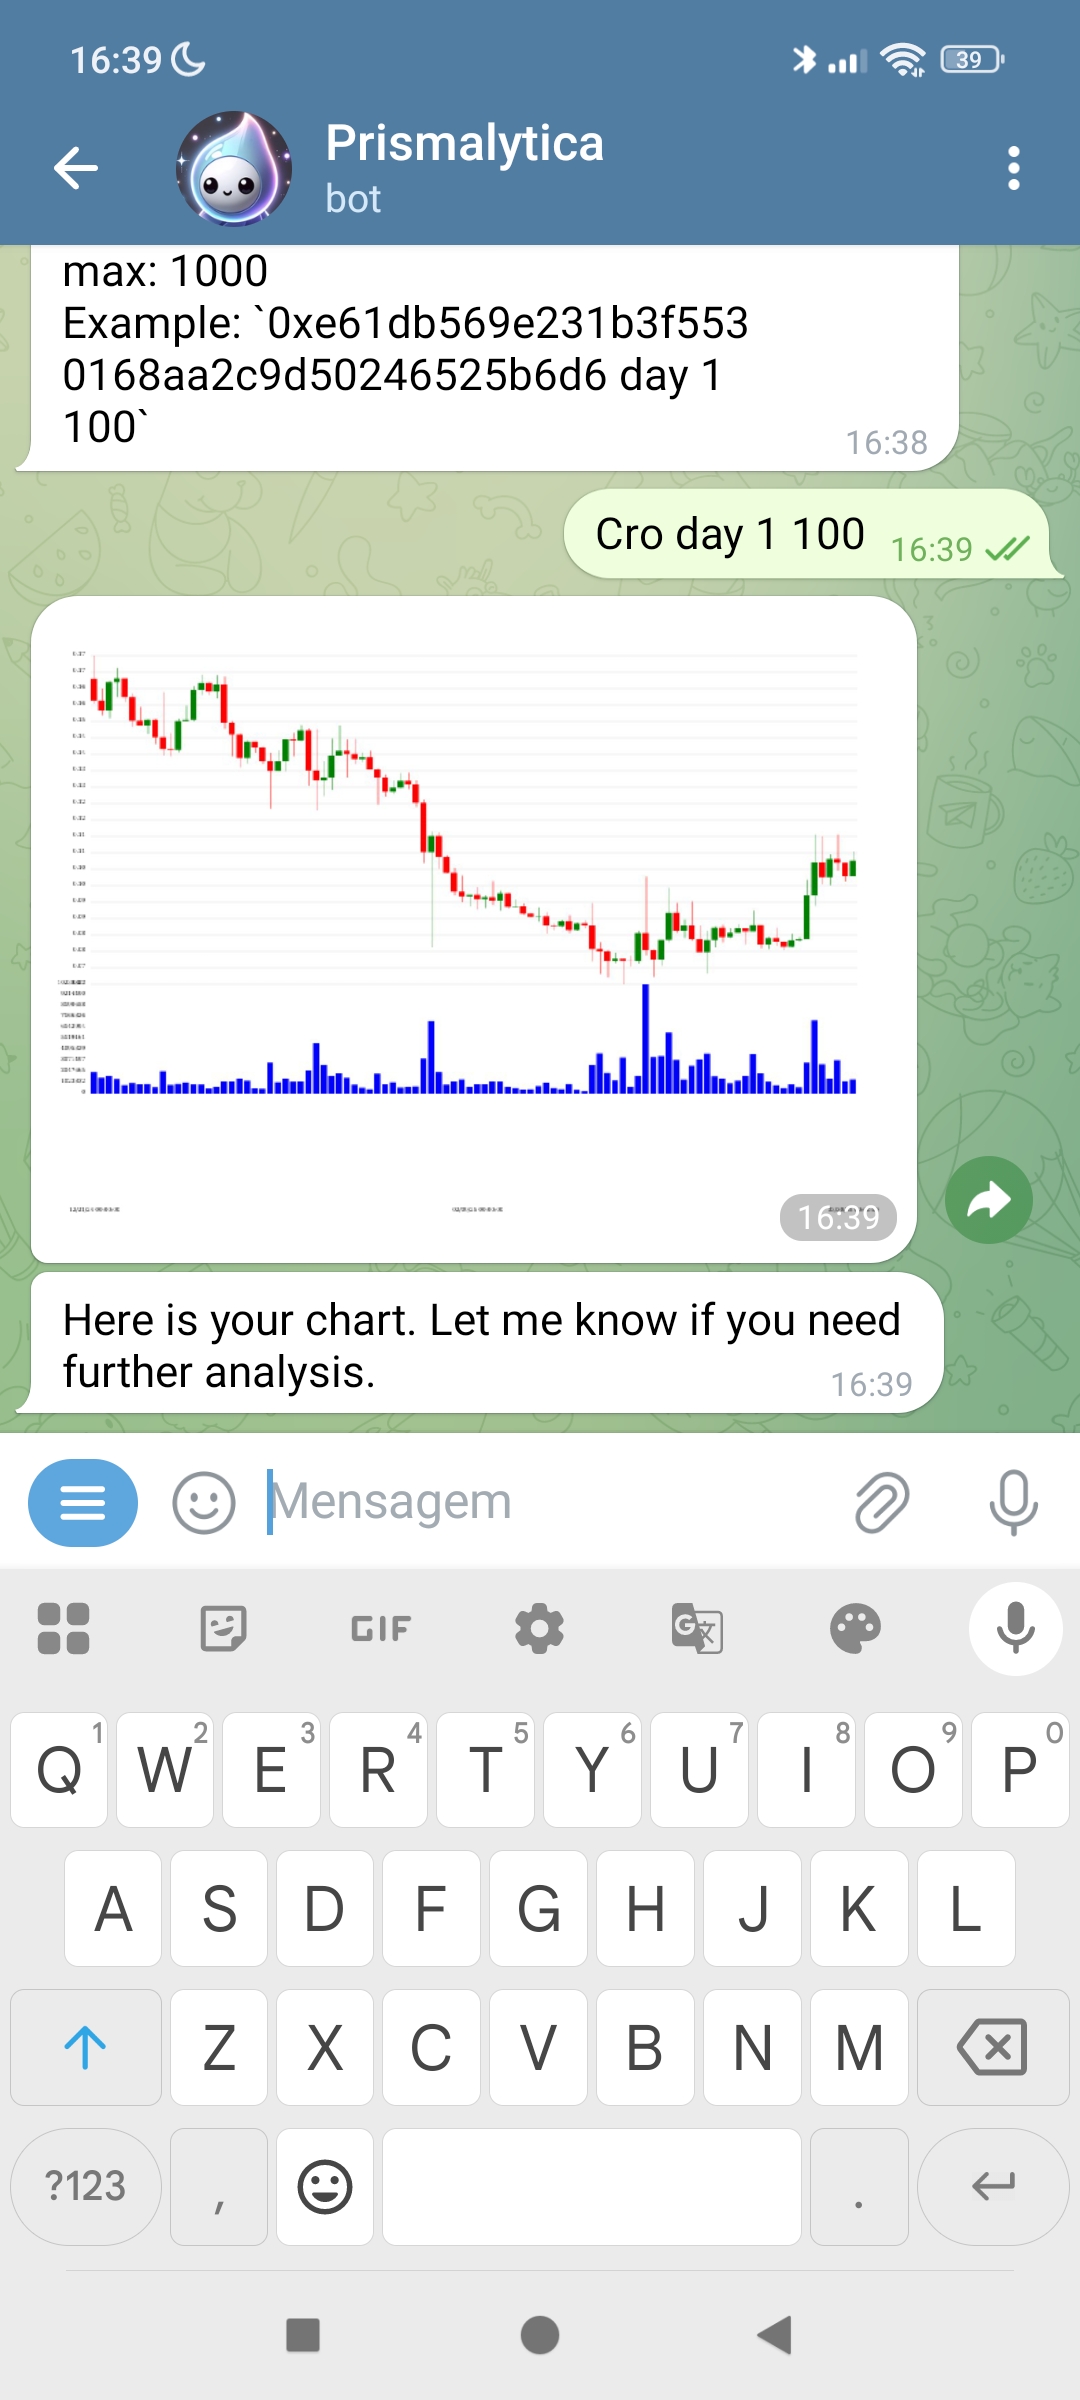 16:39
39
Prismalytica
bot
max: 1000
Example: `0xe61db569e231b3f553
0168aa2c9d50246525b6d6 day 1
100`
16:38
Cro day 1 100
16:39
16:39
Here is your chart. Let me know if you need
further analysis.
16:39
Mensagem
GIF
G
1 2 3 4 5 6 7 8 9 0
Q W E R T Y U I O P
A S D F G H J K L
Z X C V B N M
?123 , .